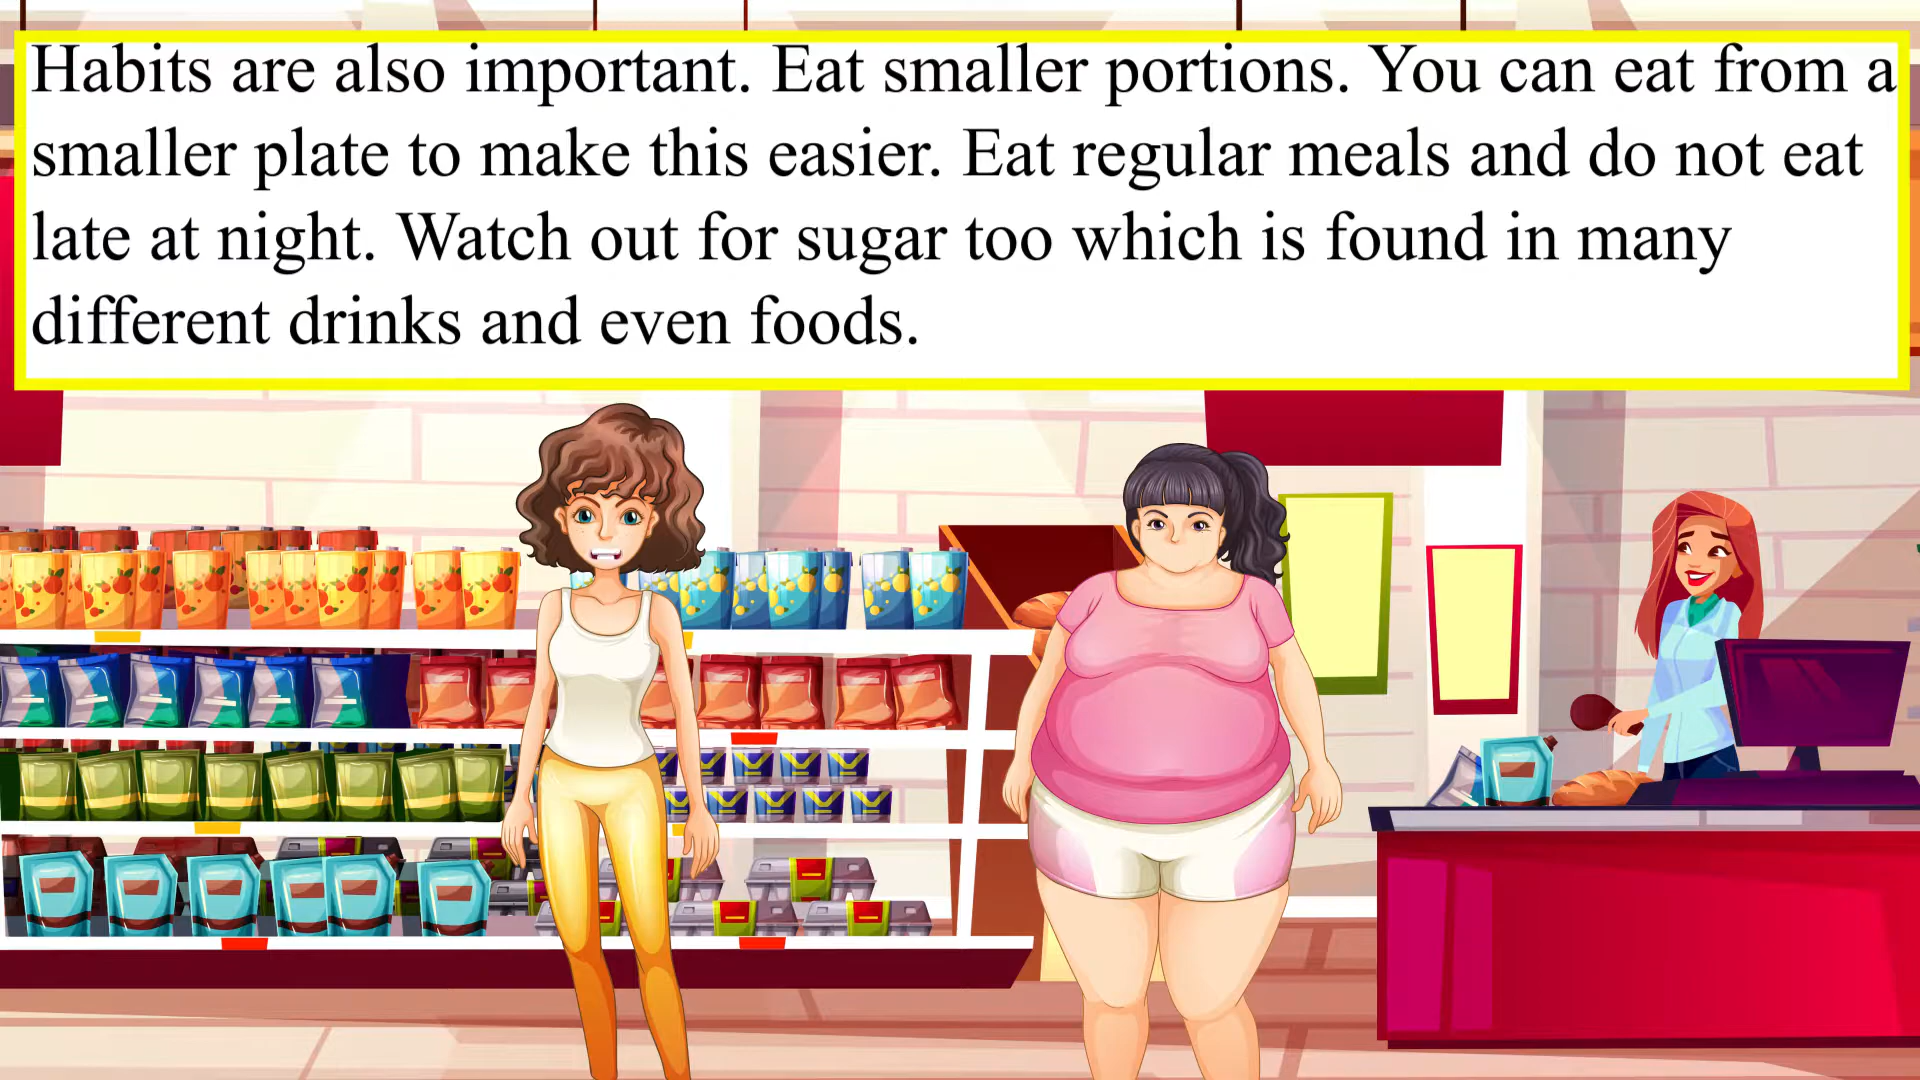 Habits are also important. Eat smaller portions. You can eat from a
smaller plate to make this easier. Eat regular meals and do not eat
late at night. Watch out for sugar too which is found in many
different drinks and even foods.